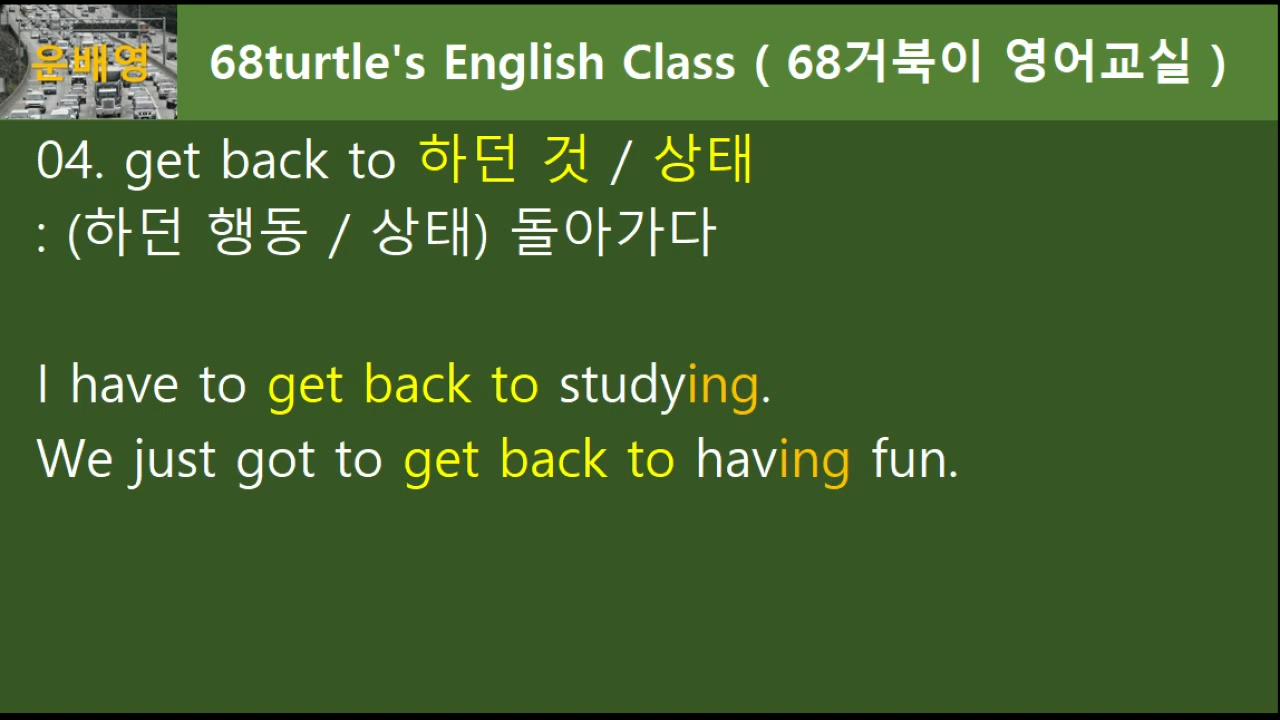 운배영
68turtle's English Class ( 68거북이 영어교실 )
04. get back to 하던 것 / 상태
: (하던 행동 / 상태) 돌아가다
I have to get back to studying.
We just got to get back to having fun.